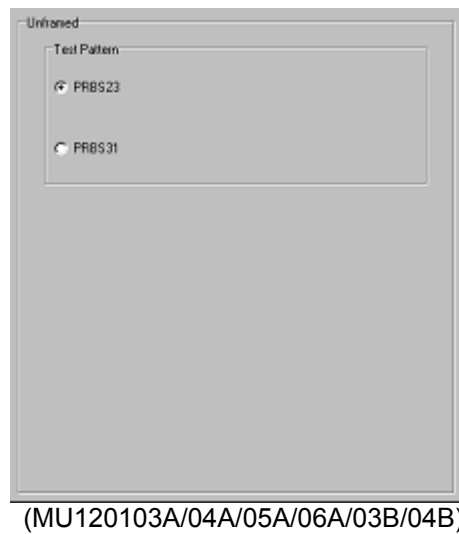 Unframed
Test Pattern
PRBS23
PRBS31
(MU120103A/04A/05A/06A/03B/04B)